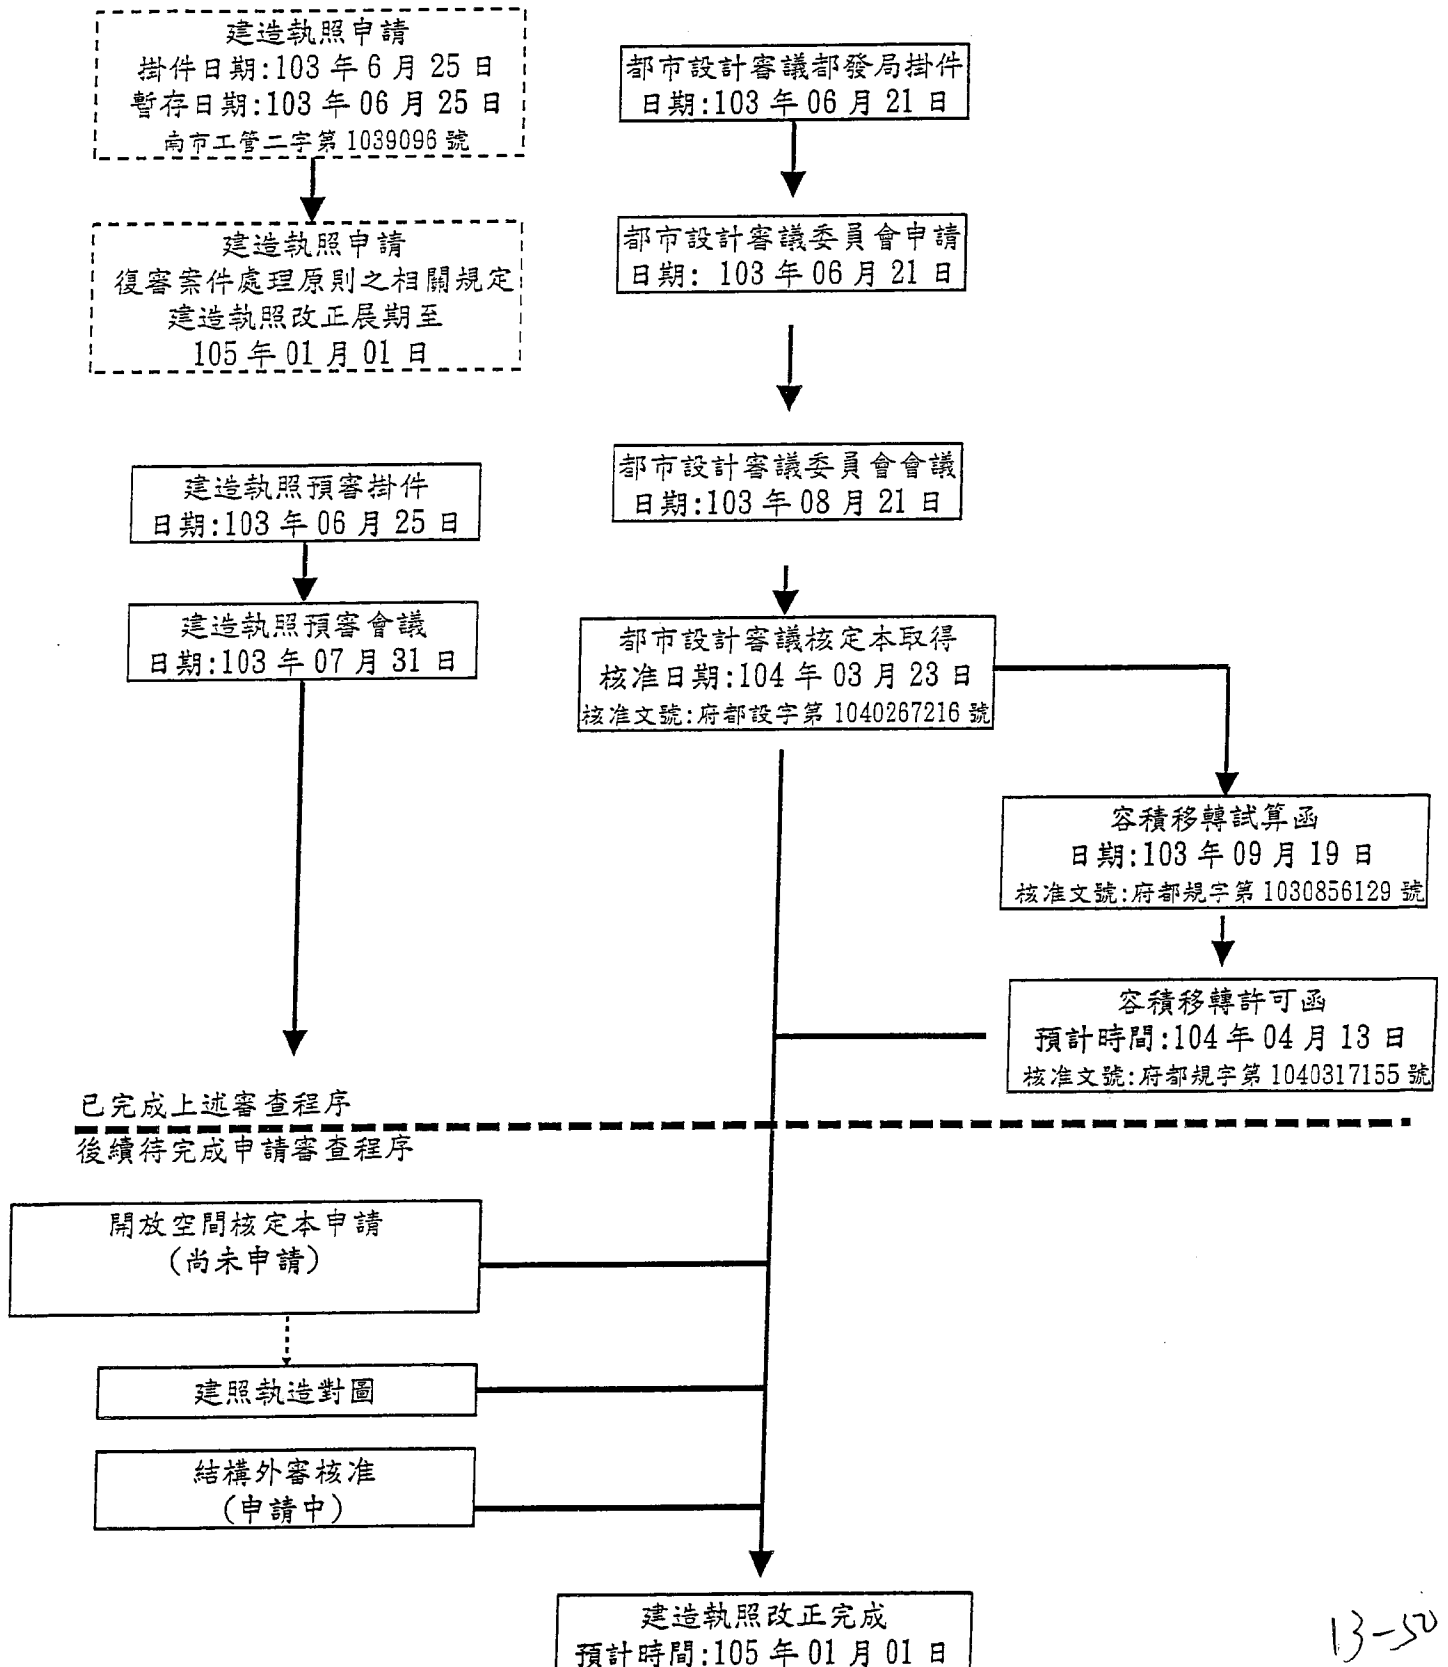 建造執照申請
掛件日期:103 年 6 月 25 日
暫存日期:103 年 06 月 25 日
南市工管二字第 1039096 號
建造執照申請
復審案件處理原則之相關規定
建造執照改正展期至
105 年 01 月 01 日
建造執照預審掛件
日期:103 年 06 月 25 日
建造執照預審會議
日期:103 年 07 月 31 日
都市設計審議都發局掛件
日期:103 年 06 月 21 日
都市設計審議委員會申請
日期: 103 年 06 月 21 日
都市設計審議委員會會議
日期:103 年 08 月 21 日
都市設計審議核定本取得
核准日期:104 年 03 月 23 日
核准文號:府都設字第 1040267216 號
容積移轉試算函
日期:103 年 09 月 19 日
核准文號:府都規字第 1030856129 號
容積移轉許可函
預計時間:104 年 04 月 13 日
核准文號:府都規字第 1040317155 號
已完成上述審查程序
後續待完成申請審查程序
開放空間核定本申請
(尚未申請)
建照執造對圖
結構外審核准
(申請中)
建造執照改正完成
預計時間:105 年 01 月 01 日
13-50